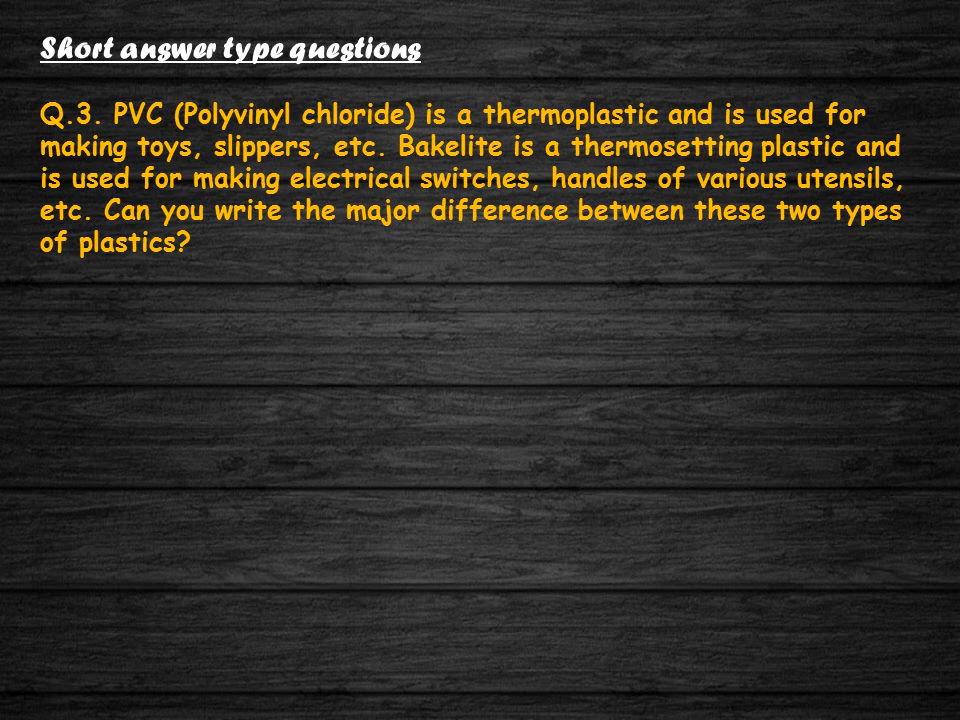 Short answer type questions
Q.3. PVC (Polyvinyl chloride) is a thermoplastic and is used for
making toys, slippers, etc. Bakelite is a thermosetting plastic and
is used for making electrical switches, handles of various utensils,
etc. Can you write the major difference between these two types
of plastics?